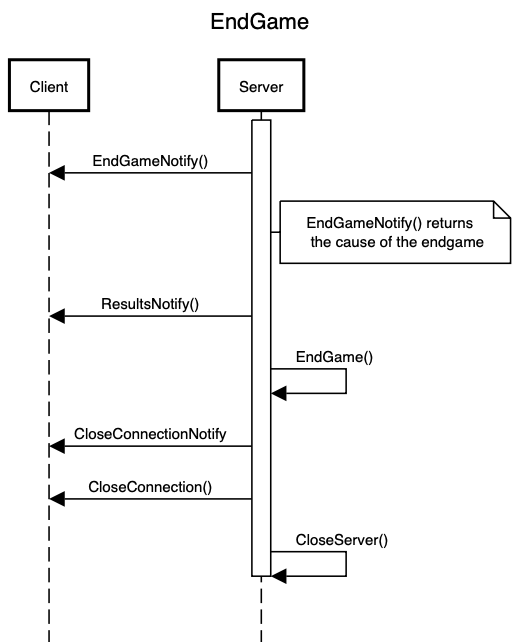 EndGame
Client
Server
EndGameNotify()
EndGameNotify() returns
the cause of the endgame
ResultsNotify()
EndGame()
CloseConnectionNotify
CloseConnection()
CloseServer()